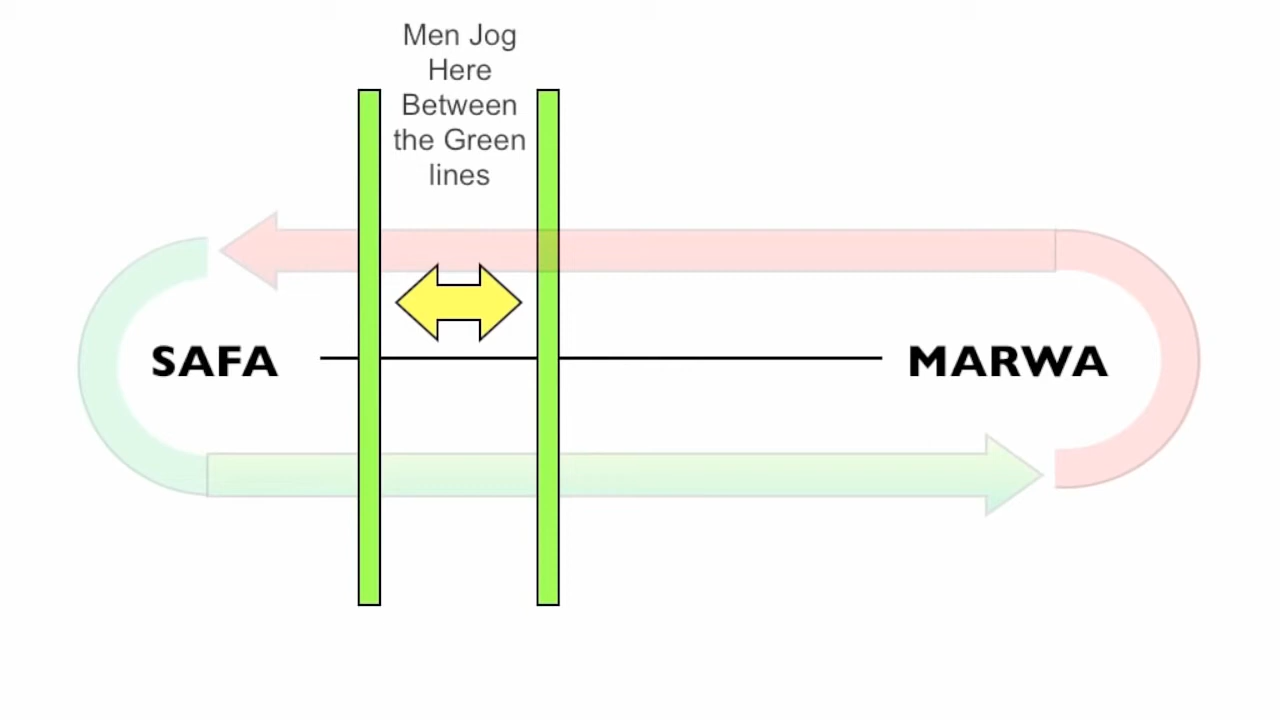 Men Jog
Here
Between
the Green
lines
SAFA
MARWA